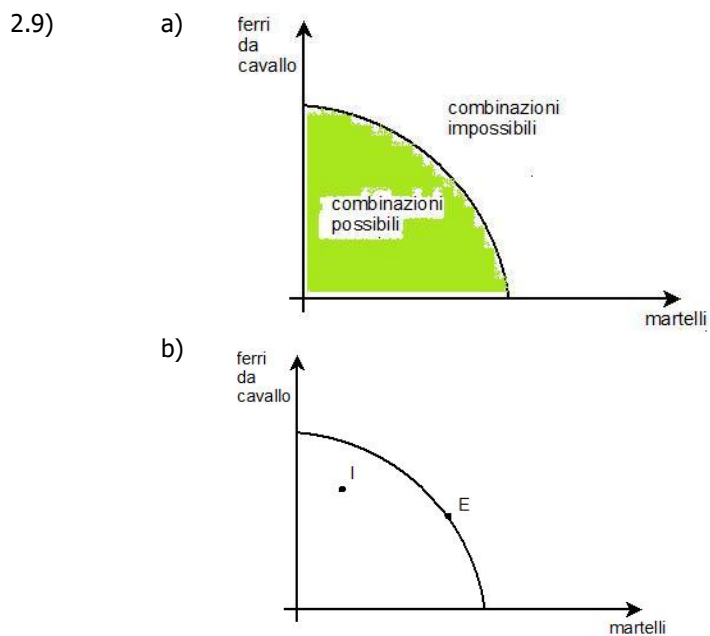 2.9)
a)
ferri
da
cavallo
combinazioni
impossibili
combinazioni
possibili
martelli
b)
ferri
da
cavallo
I
E
martelli